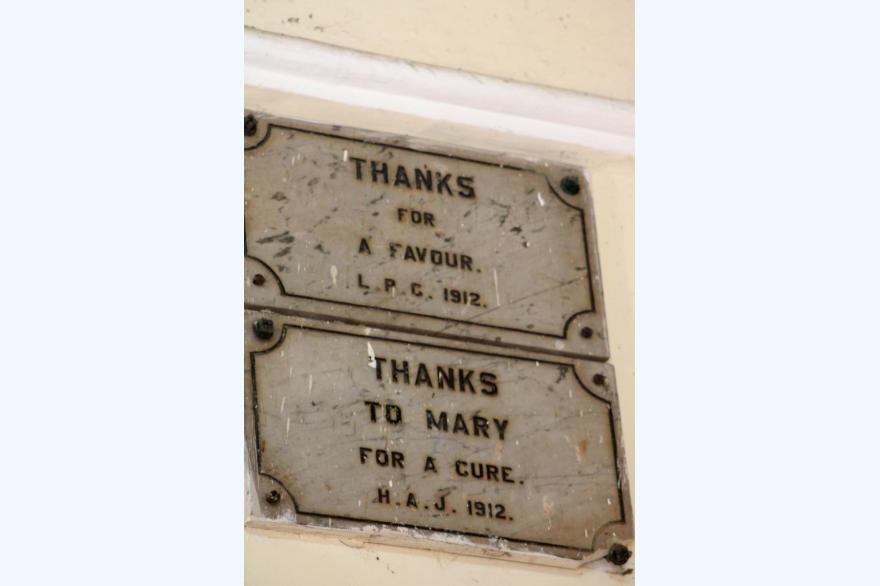 THANKS
FOR
A FAVOUR.
L. P. C. 1912.
THANKS
TO MARY
FOR A CURE.
H. A. J. 1912.